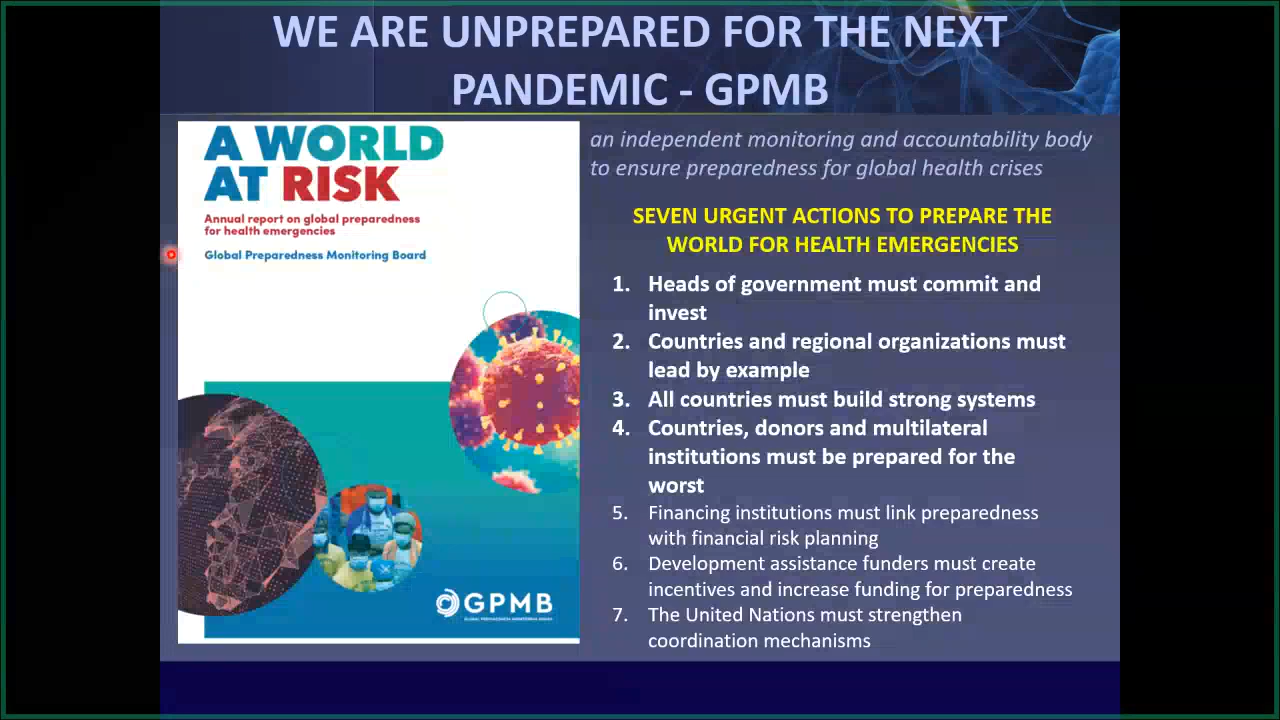 WE ARE UNPREPARED FOR THE NEXT
PANDEMIC - GPMB
A WORLD
AT RISK
Annual report on global preparedness
for health emergencies
Global Preparedness Monitoring Board
GPMB
GLOBAL PREPAREDNESS MONITORING BOARD
an independent monitoring and accountability body
to ensure preparedness for global health crises
SEVEN URGENT ACTIONS TO PREPARE THE
WORLD FOR HEALTH EMERGENCIES
1. Heads of government must commit and
invest
2. Countries and regional organizations must
lead by example
3. All countries must build strong systems
4. Countries, donors and multilateral
institutions must be prepared for the
worst
5. Financing institutions must link preparedness
with financial risk planning
6. Development assistance funders must create
incentives and increase funding for preparedness
7. The United Nations must strengthen
coordination mechanisms